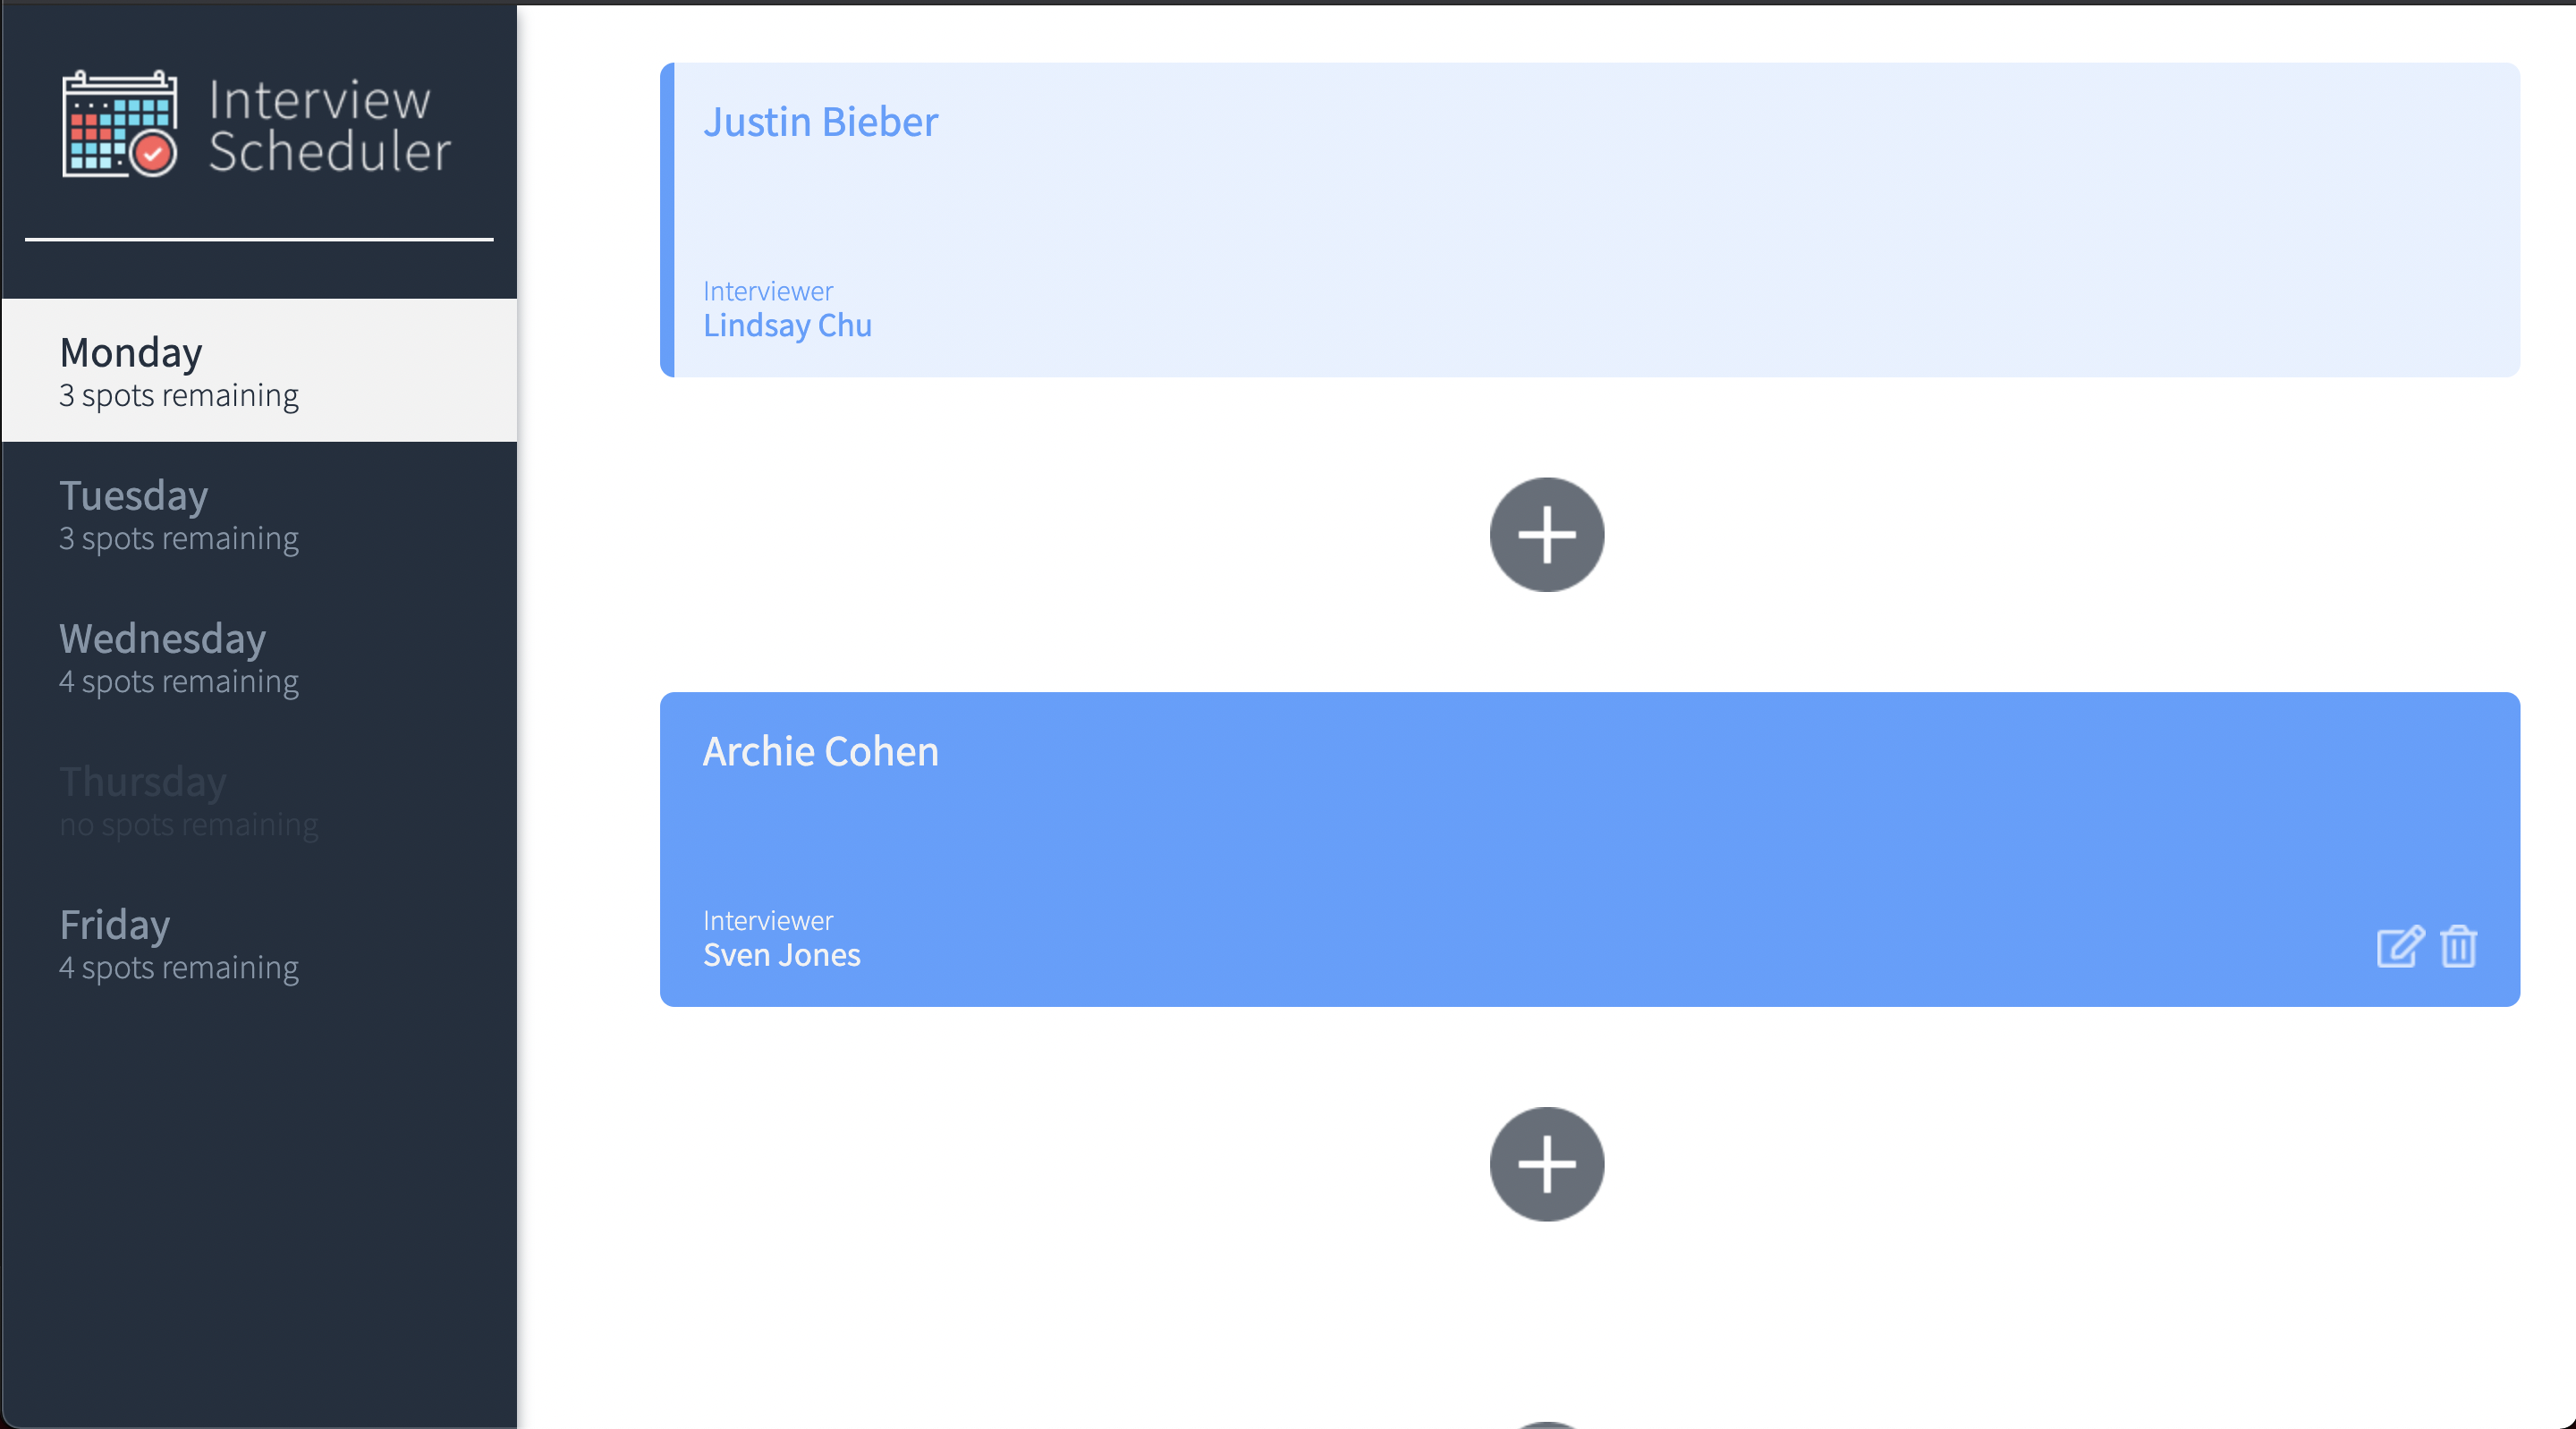 Interview
Scheduler
Monday
3 spots remaining
Tuesday
3 spots remaining
Wednesday
4 spots remaining
Thursday
no spots remaining
Friday
4 spots remaining
Justin Bieber
Interviewer
Lindsay Chu
Archie Cohen
Interviewer
Sven Jones